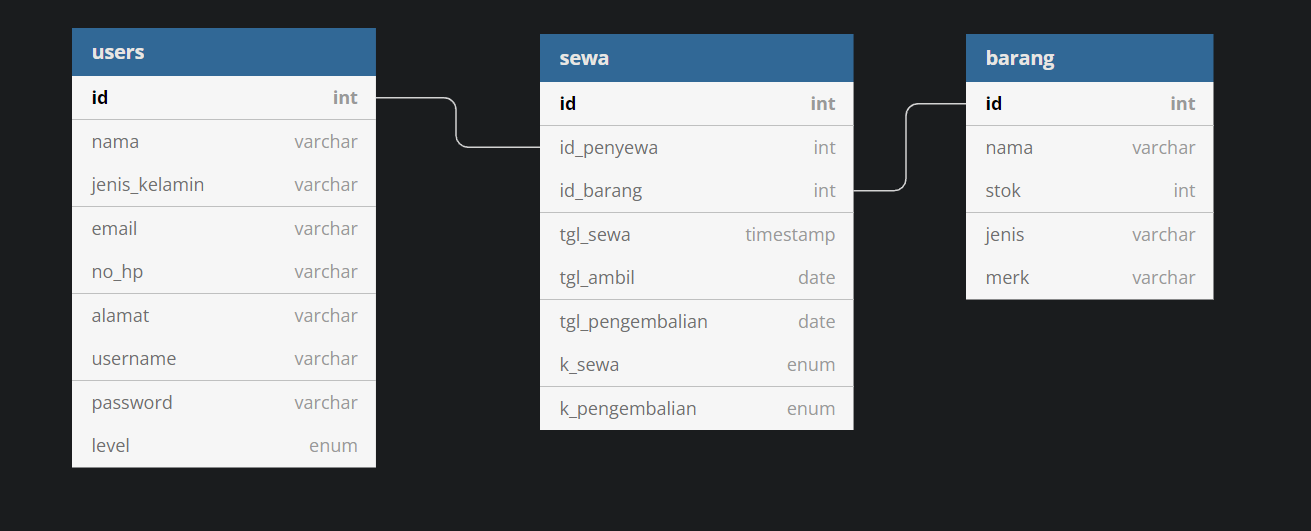 users
id int
nama varchar
jenis_kelamin varchar
email varchar
no_hp varchar
alamat varchar
username varchar
password varchar
level enum
sewa
id int
id_penyewa int
id_barang int
tgl_sewa timestamp
tgl_ambil date
tgl_pengembalian date
k_sewa enum
k_pengembalian enum
barang
id int
nama varchar
stok int
jenis varchar
merk varchar